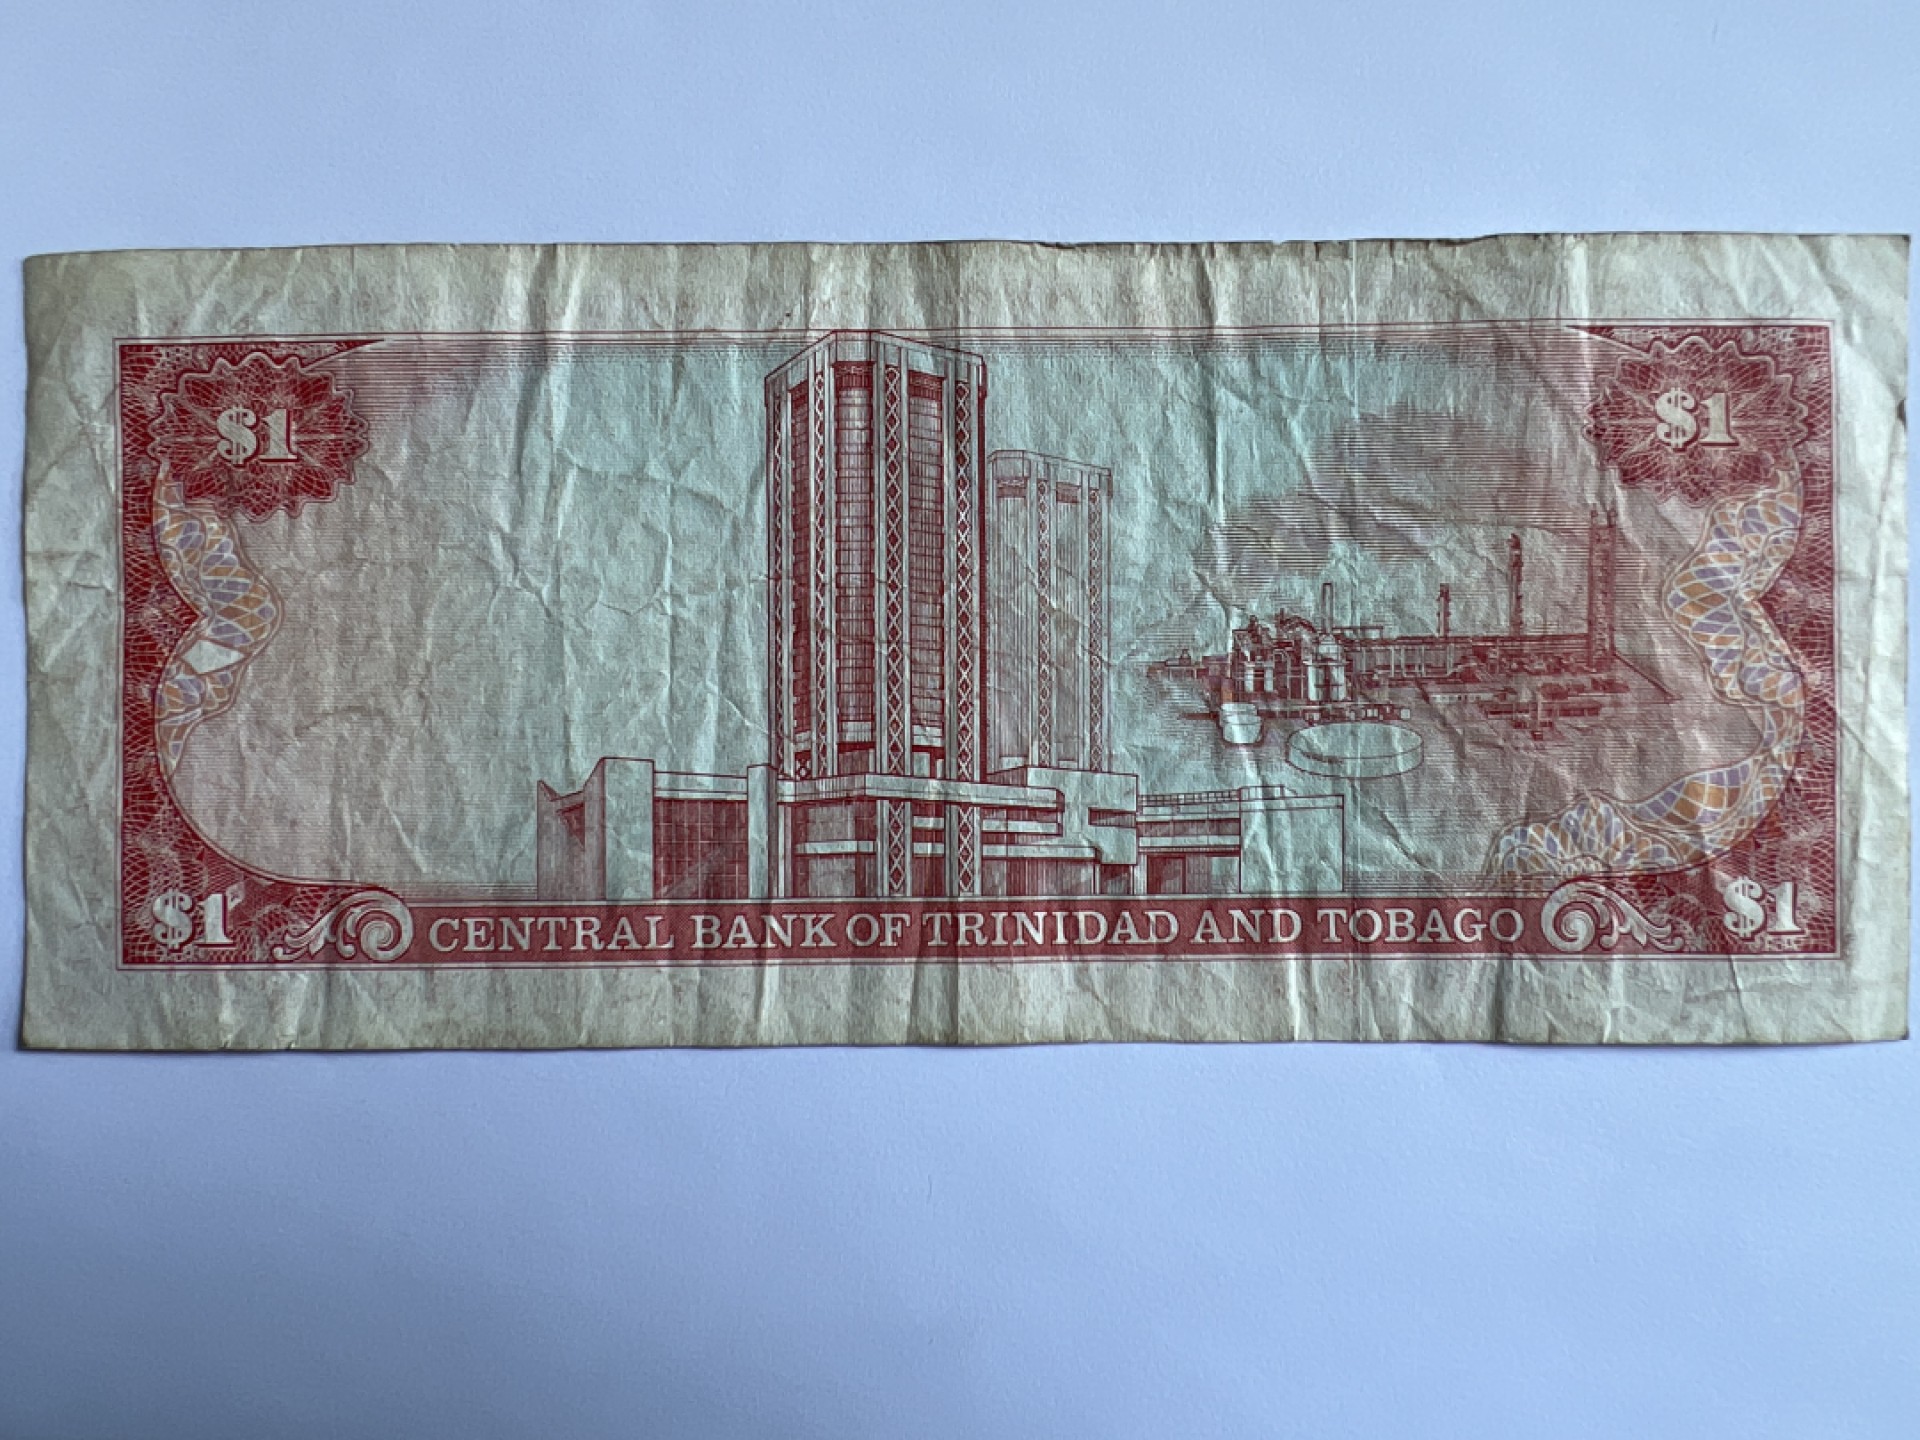 $1 $1
$1 CENTRAL BANK OF TRINIDAD AND TOBAGO $1